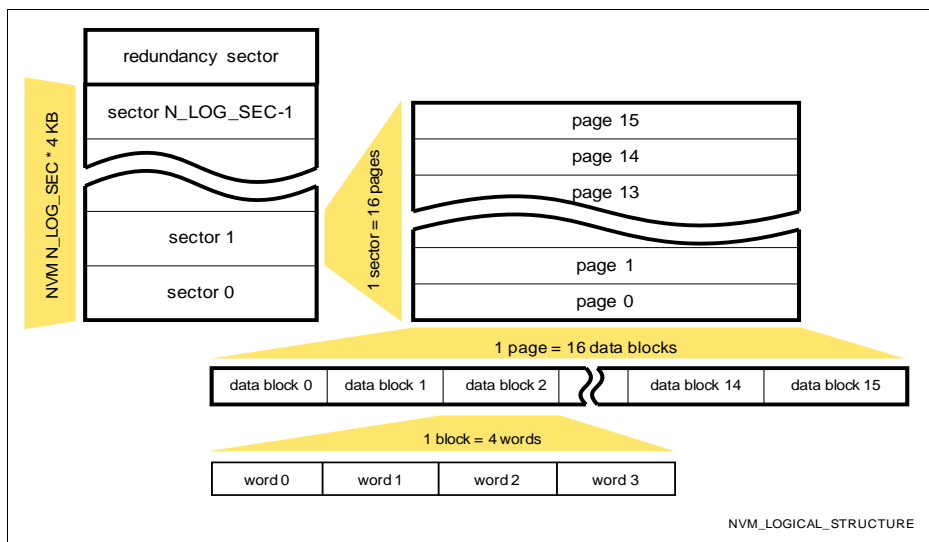 redundancy sector
sector N_LOG_SEC-1
sector 1
sector 0
NVM N_LOG_SEC * 4 KB
1 sector = 16 pages
page 15
page 14
page 13
page 1
page 0
1 page = 16 data blocks
data block 0 data block 1 data block 2 data block 14 data block 15
1 block = 4 words
word 0 word 1 word 2 word 3
NVM_LOGICAL_STRUCTURE